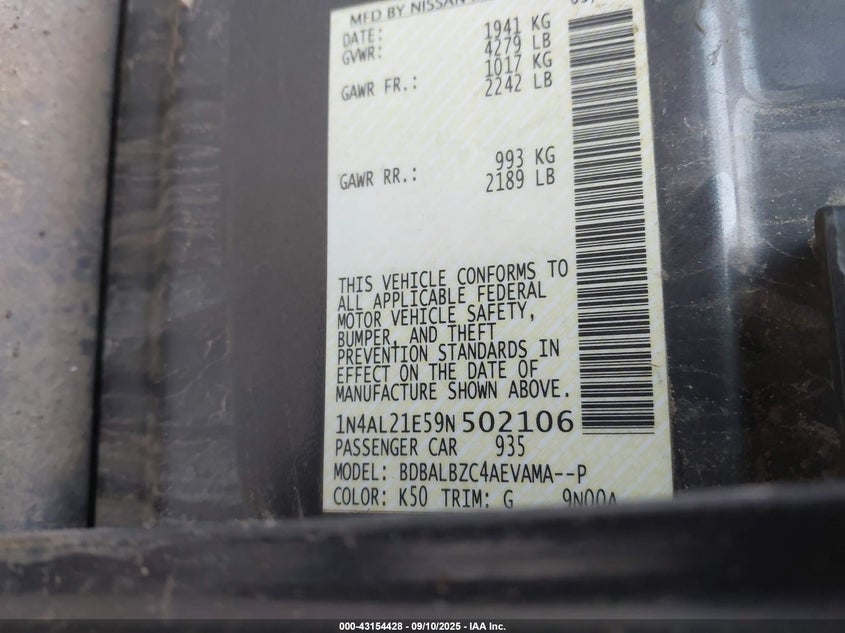 MFD BY NISSAN
DATE:
GVWR: 1941 KG
4279 LB
GAWR FR.: 1017 KG
2242 LB
GAWR RR.: 993 KG
2189 LB
THIS VEHICLE CONFORMS TO
ALL APPLICABLE FEDERAL
MOTOR VEHICLE SAFETY,
BUMPER, AND THEFT
PREVENTION STANDARDS IN
EFFECT ON THE DATE OF
MANUFACTURE SHOWN ABOVE.
1N4AL21E59N502106
PASSENGER CAR 935
MODEL: BDBALBZC4AEVAMA--P
COLOR: K50 TRIM: G 9N00A
000-43154428 - 09/10/2025 - IAA Inc.